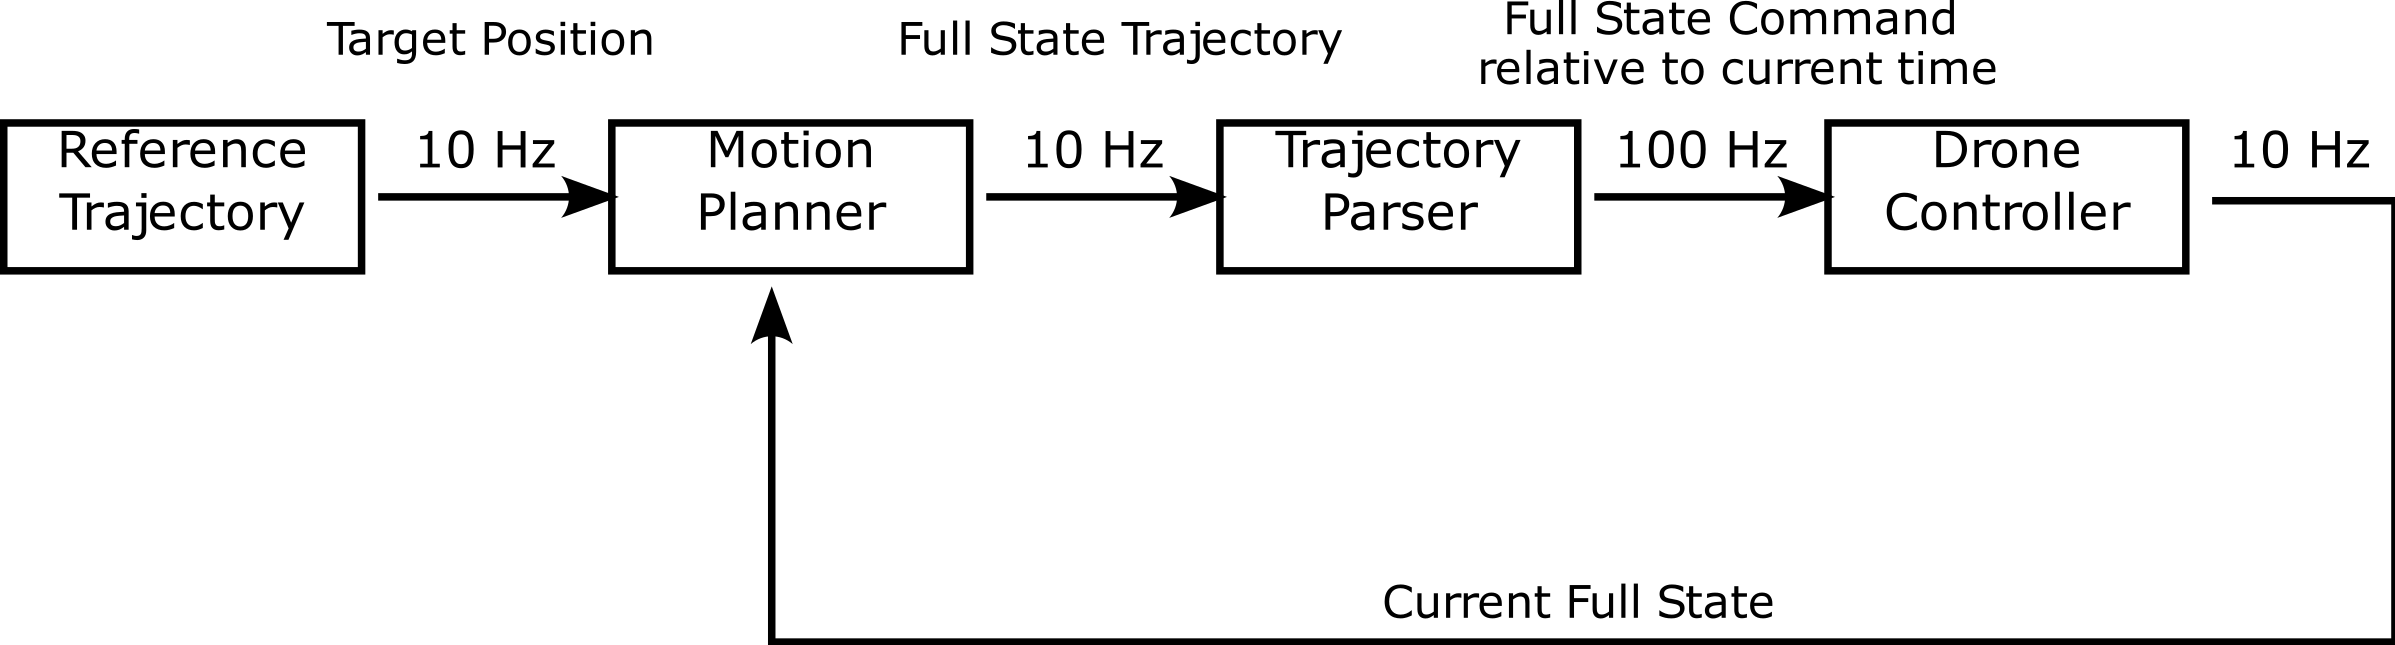 Target Position
Full State Trajectory
Full State Command
relative to current time
Reference
Trajectory
10 Hz
Motion
Planner
10 Hz
Trajectory
Parser
100 Hz
Drone
Controller
10 Hz
Current Full State